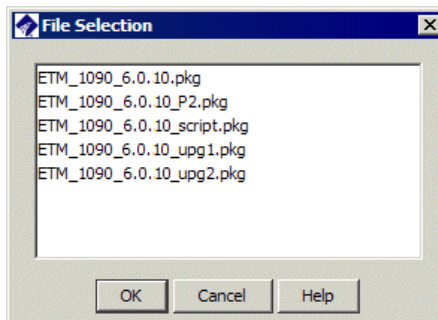 File Selection
ETM_1090_6.0.10.pkg
ETM_1090_6.0.10_P2.pkg
ETM_1090_6.0.10_script.pkg
ETM_1090_6.0.10_upg1.pkg
ETM_1090_6.0.10_upg2.pkg
OK Cancel Help